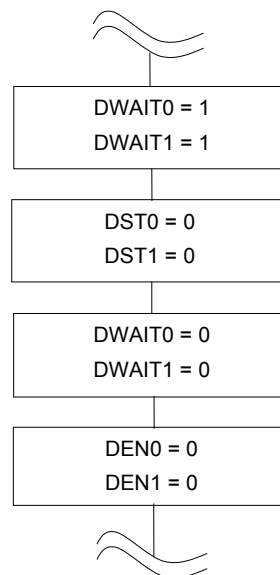 DWAIT0 = 1
DWAIT1 = 1
DST0 = 0
DST1 = 0
DWAIT0 = 0
DWAIT1 = 0
DEN0 = 0
DEN1 = 0